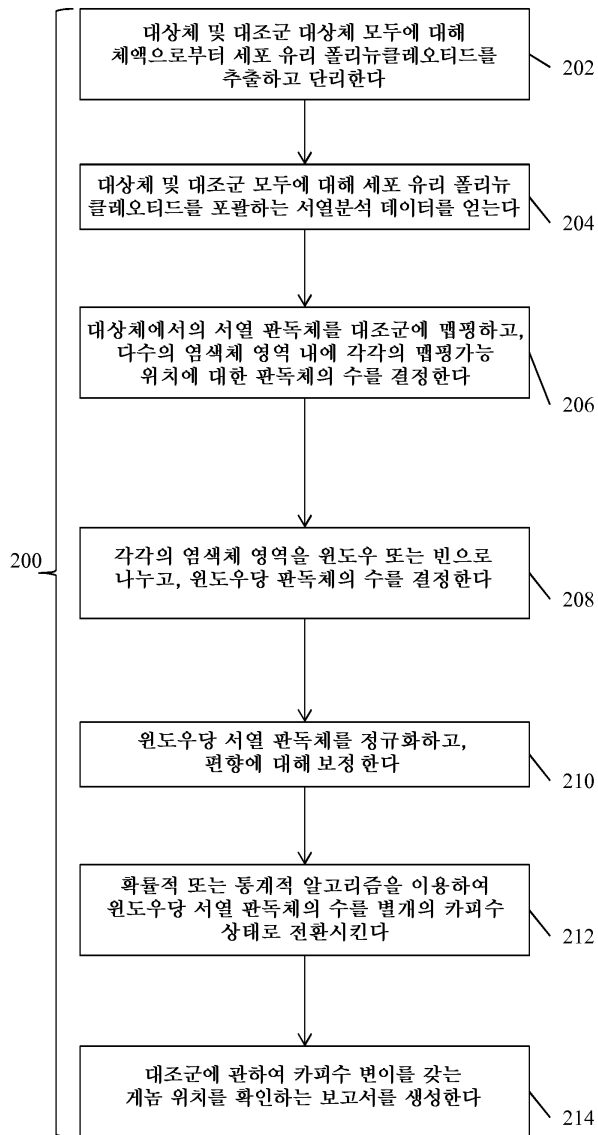 대상체 및 대조군 대상체 모두에 대해
체액으로부터 세포 유리 폴리뉴클레오티드를
추출하고 단리한다
202
대상체 및 대조군 모두에 대해 세포 유리 폴리뉴
클레오티드를 포괄하는 서열분석 데이터를 얻는다
204
대상체에서의 서열 판독체를 대조군에 맵핑하고,
다수의 염색체 영역 내에 각각의 맵핑가능
위치에 대한 판독체의 수를 결정한다
206
200
각각의 염색체 영역을 윈도우 또는 빈으로
나누고, 윈도우당 판독체의 수를 결정한다
208
윈도우당 서열 판독체를 정규화하고,
편향에 대해 보정한다
210
확률적 또는 통계적 알고리즘을 이용하여
윈도우당 서열 판독체의 수를 별개의 카피수
상태로 전환시킨다
212
대조군에 관하여 카피수 변이를 갖는
게놈 위치를 확인하는 보고서를 생성한다
214